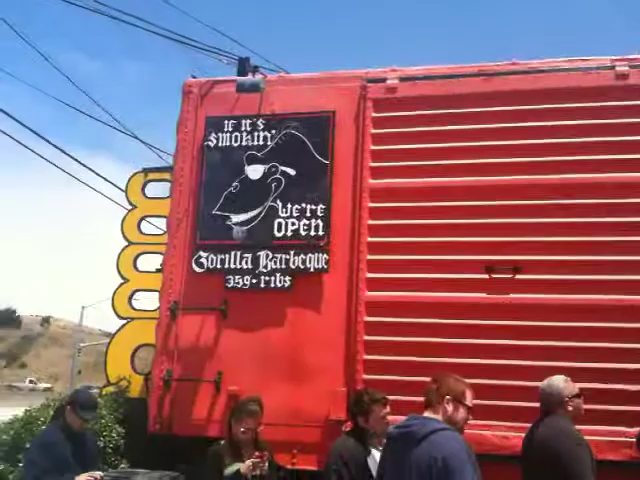 if it's
smokin'
We're
open
Gorilla Barbeque
359-ribs